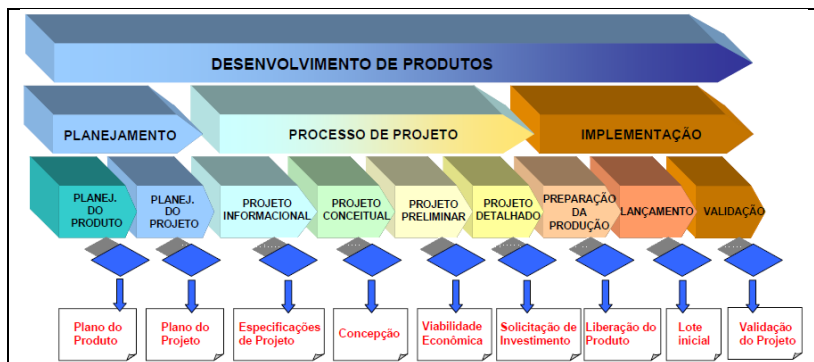 DESENVOLVIMENTO DE PRODUTOS
PLANEJAMENTO
PROCESSO DE PROJETO
IMPLEMENTAÇÃO
PLANEJ.
DO
PRODUTO
PLANEJ.
DO
PROJETO
PROJETO
INFORMACIONAL
PROJETO
CONCEITUAL
PROJETO
PRELIMINAR
PROJETO
DETALHADO
PREPARAÇÃO
DA
PRODUÇÃO
LANÇAMENTO
VALIDAÇÃO
Plano do
Produto
Plano do
Projeto
Especificações
de Projeto
Concepção
Viabilidade
Econômica
Solicitação de
Investimento
Liberação do
Produto
Lote
inicial
Validação
do Projeto